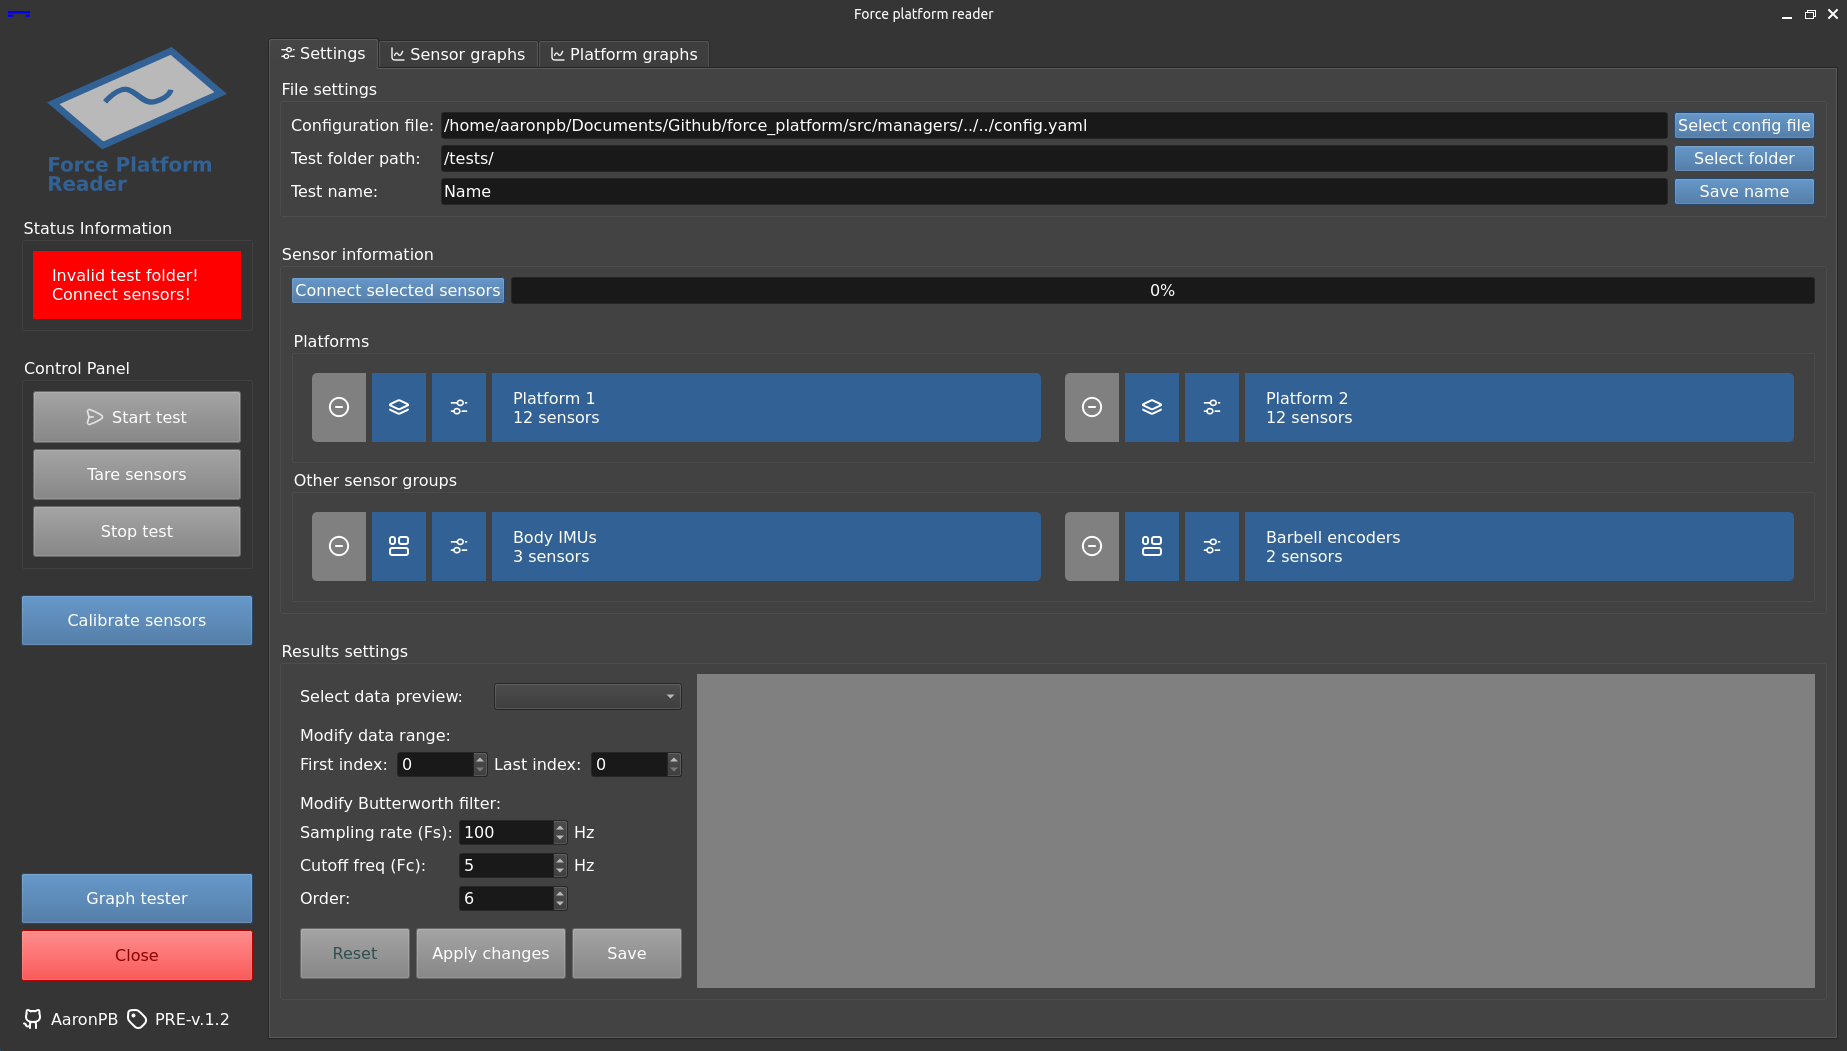 Force platform reader
Force Platform
Reader
Status Information
Invalid test folder!
Connect sensors!
Control Panel
Start test
Tare sensors
Stop test
Calibrate sensors
Graph tester
Close
AaronPB PRE-v.1.2
Settings Sensor graphs Platform graphs
File settings
Configuration file: /home/aaronpb/Documents/Github/force_platform/src/managers/../../config.yaml Select config file
Test folder path: /tests/ Select folder
Test name: Name Save name
Sensor information
Connect selected sensors 0%
Platforms
Platform 1
12 sensors
Platform 2
12 sensors
Other sensor groups
Body IMUs
3 sensors
Barbell encoders
2 sensors
Results settings
Select data preview:
Modify data range:
First index: 0 Last index: 0
Modify Butterworth filter:
Sampling rate (Fs): 100 Hz
Cutoff freq (Fc): 5 Hz
Order: 6
Reset Apply changes Save